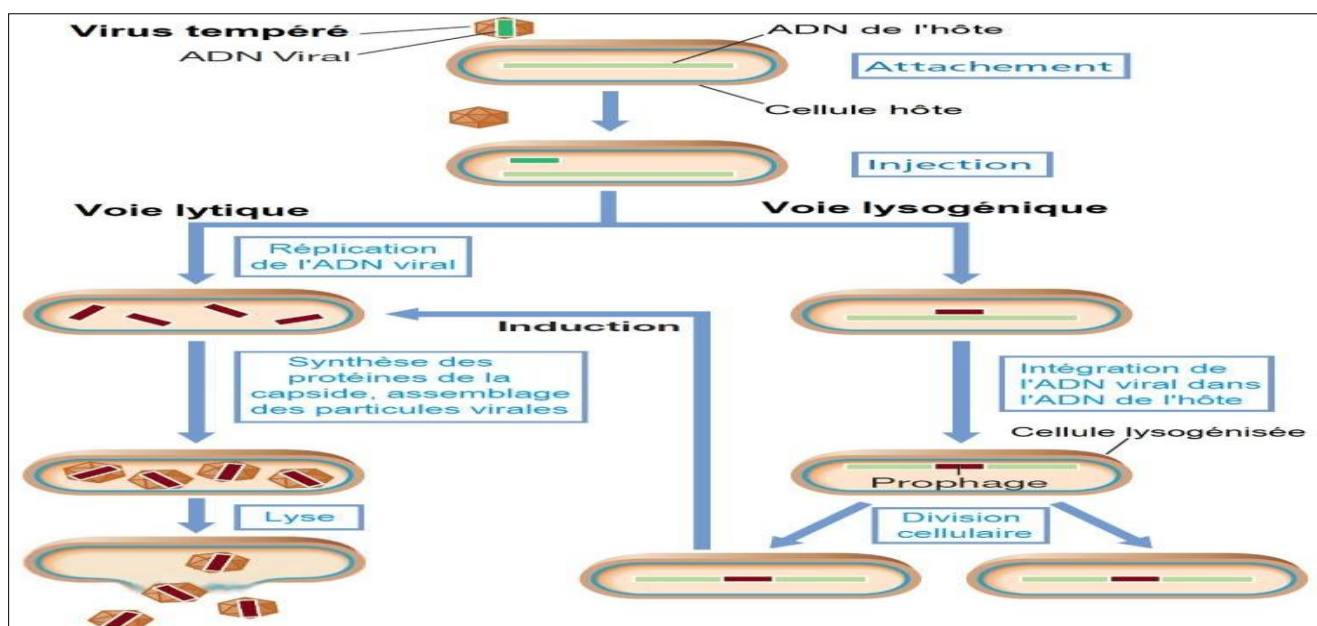 Virus tempéré
ADN Viral
ADN de l'hôte
Attachement
Cellule hôte
Injection
Voie lytique
Voie lysogénique
Réplication
de l'ADN viral
Induction
Synthèse des
protéines de la
capside, assemblage
des particules virales
Intégration de
l'ADN viral dans
l'ADN de l'hôte
Cellule lysogénisée
Prophage
Lyse
Division
cellulaire